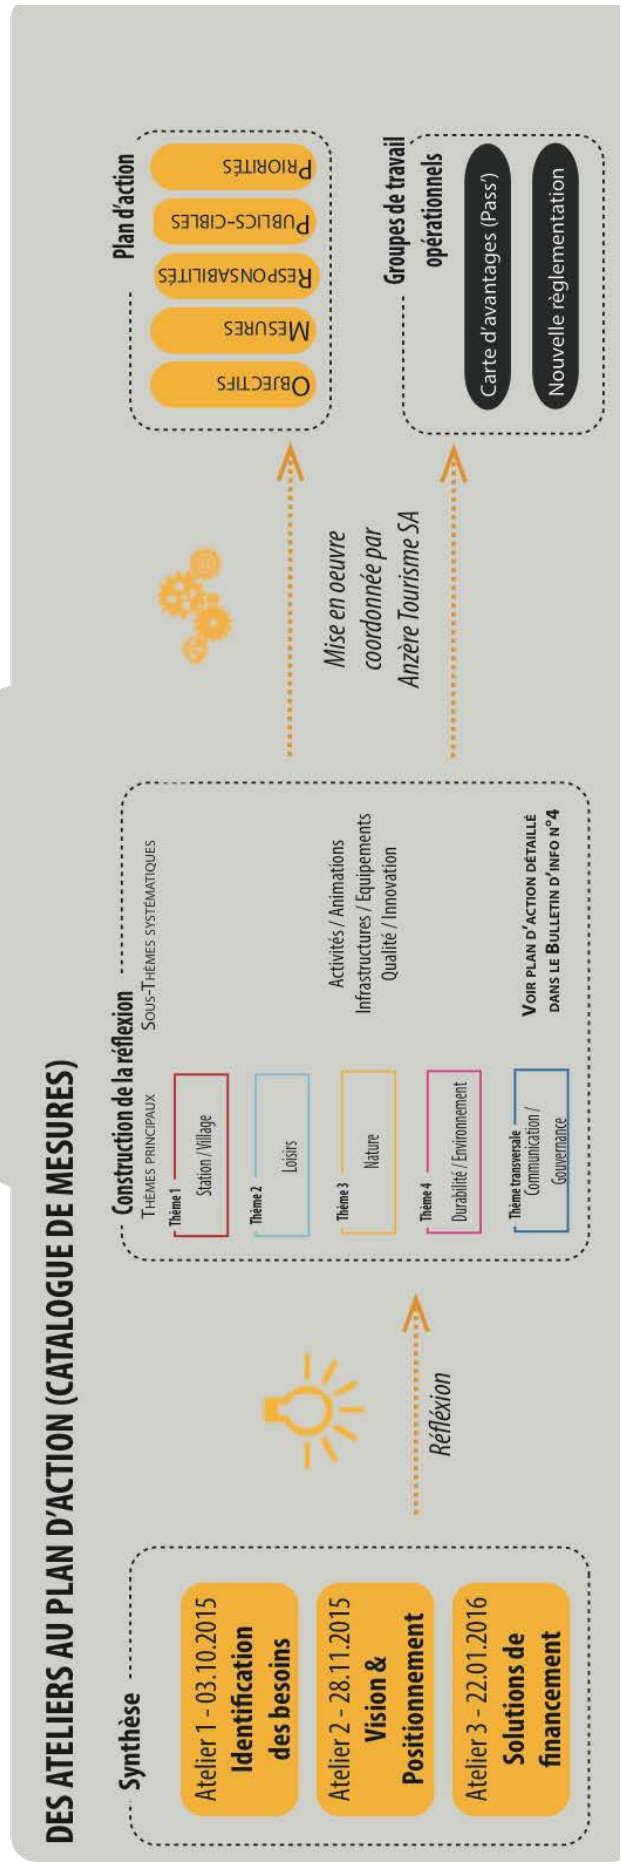 DES ATELIERS AU PLAN D'ACTION (CATALOGUE DE MESURES)
Synthèse
Atelier 1 - 03.10.2015
Identification
des besoins
Atelier 2 - 28.11.2015
Vision &
Positionnement
Atelier 3 - 22.01.2016
Solutions de
financement
Réfléxion
Construction de la réflexion
THÈMES PRINCIPAUX
SOUS-THÈMES SYSTÉMATIQUES
Thème 1
Station / Village
Thème 2
Loisirs
Thème 3
Nature
Thème 4
Durabilité / Environnement
Thème transversale
Communication /
Gouvernance
Activités / Animations
Infrastructures / Equipements
Qualité / Innovation
VOIR PLAN D'ACTION DÉTAILLÉ
DANS LE BULLETIN D'INFO N°4
Mise en oeuvre
coordonnée par
Anzère Tourisme SA
Plan d'action
OBJECTIFS
MESURES
RESPONSABILITÉS
PUBLICS-CIBLES
PRIORITÉS
Groupes de travail
opérationnels
Carte d'avantages (Pass')
Nouvelle règlementation